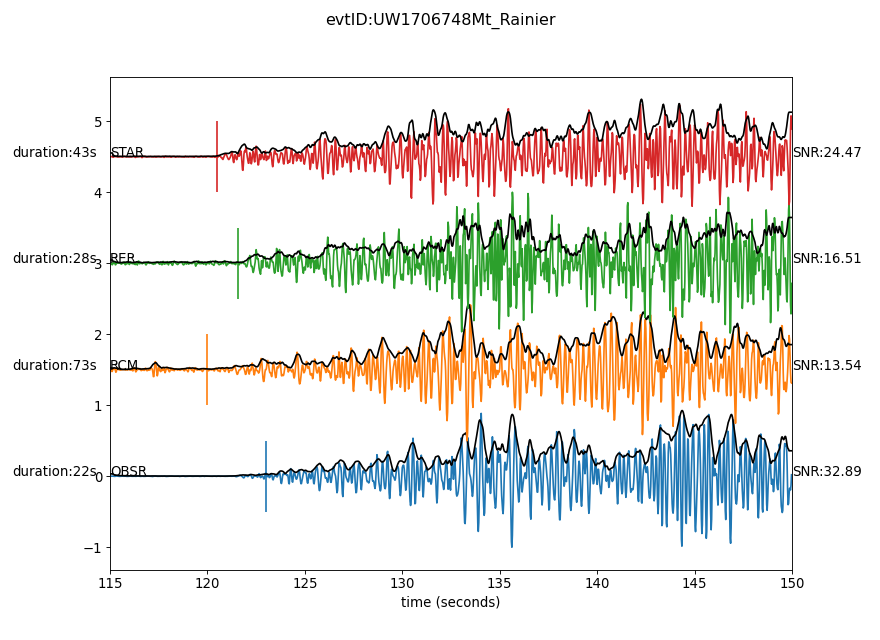 evtID:UW1706748Mt_Rainier
5
duration:43s STAR SNR:24.47
4
duration:28s RER 3 SNR:16.51
2
duration:73s RCM SNR:13.54
1
duration:22s OBSR 0 SNR:32.89
−1
115 120 125 130 135 140 145 150
time (seconds)